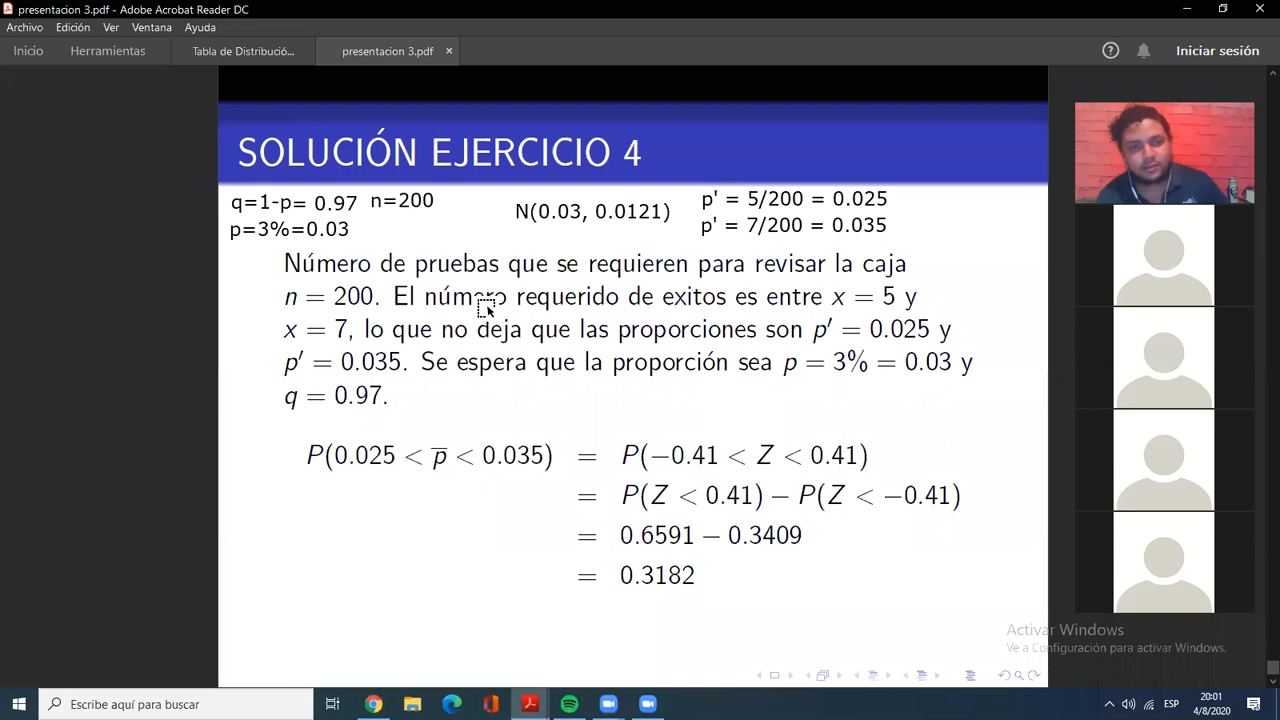 presentacion 3.pdf - Adobe Acrobat Reader DC
Archivo Edición Ver Ventana Ayuda
Inicio Herramientas Tabla de Distribució... presentacion 3.pdf × Iniciar sesión
SOLUCIÓN EJERCICIO 4
q=1-p= 0.97 n=200
p=3%=0.03
N(0.03, 0.0121)
p' = 5/200 = 0.025
p' = 7/200 = 0.035
Número de pruebas que se requieren para revisar la caja
n = 200. El número requerido de exitos es entre x = 5 y
x = 7, lo que no deja que las proporciones son p′ = 0.025 y
p′ = 0.035. Se espera que la proporción sea p = 3% = 0.03 y
q = 0.97.
P(0.025 < p̅ < 0.035) = P(−0.41 < Z < 0.41)
= P(Z < 0.41) − P(Z < −0.41)
= 0.6591 − 0.3409
= 0.3182
Activar Windows
Ve a Configuración para activar Windows.
Escribe aquí para buscar
ESP
20:01
4/8/2020